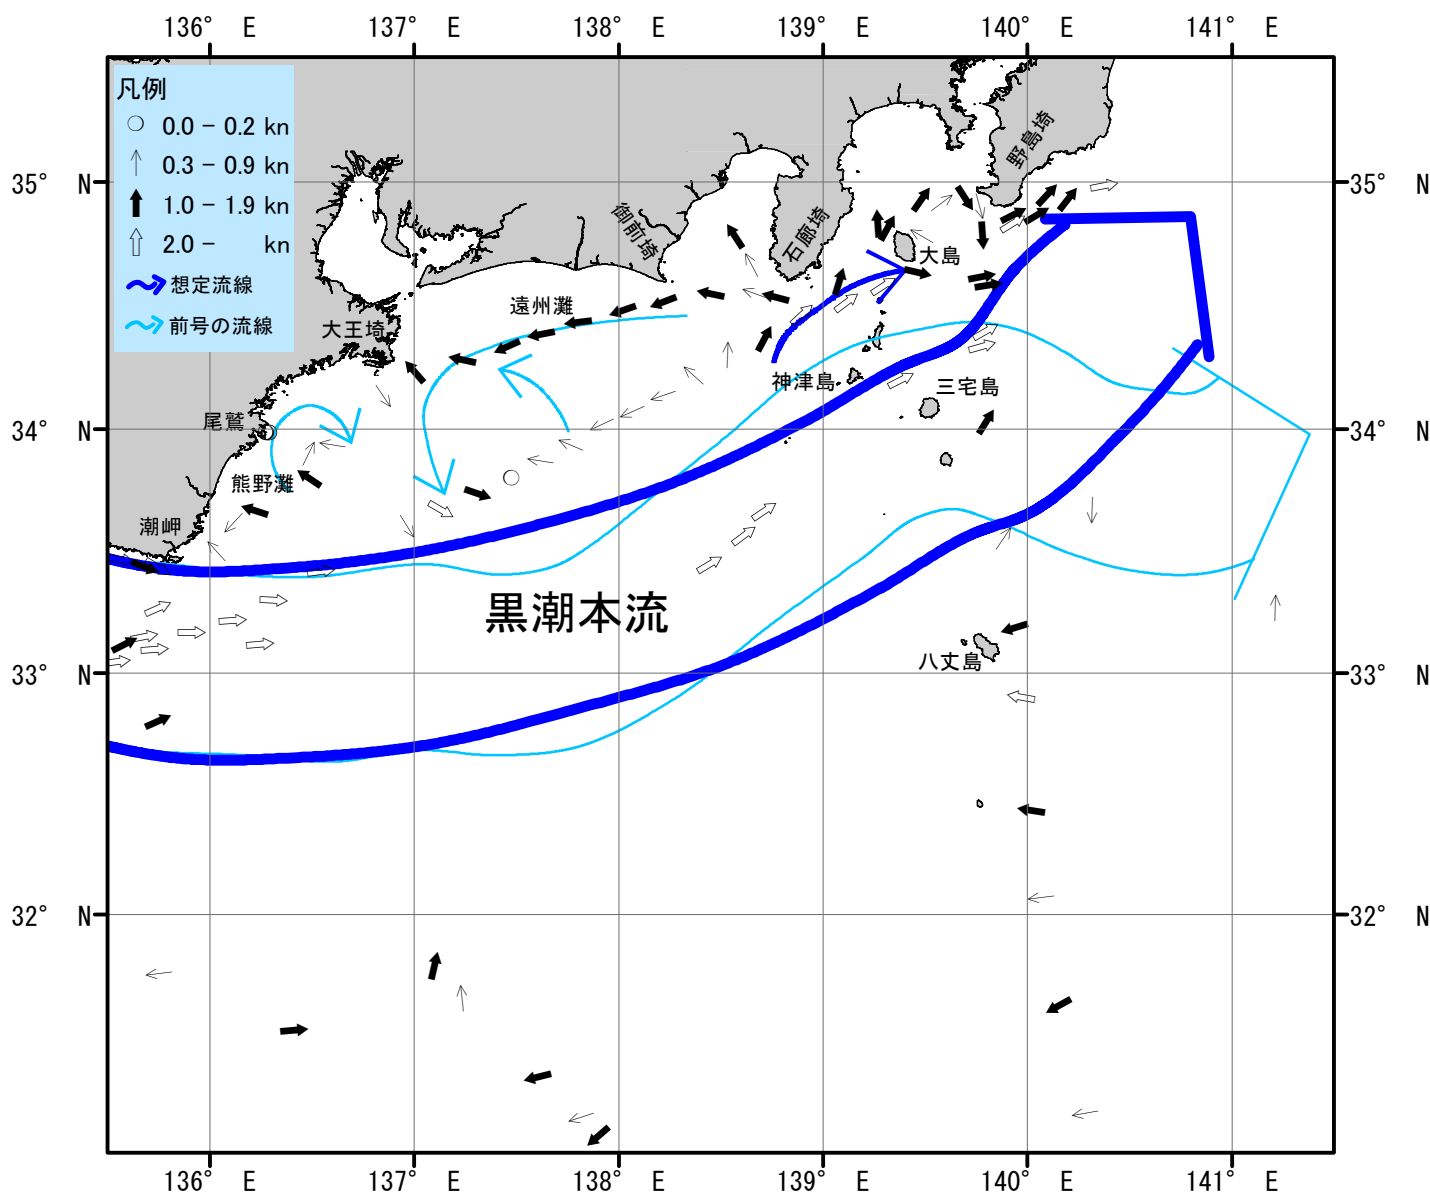 136° E 137° E 138° E 139° E 140° E 141° E
凡例
0.0 - 0.2 kn
0.3 - 0.9 kn
1.0 - 1.9 kn
2.0 - kn
想定流線
前号の流線
野島埼
35° N
35° N
御前埼
石廊埼
大島
遠州灘
大王埼
神津島
三宅島
尾鷲
34° N
34° N
熊野灘
潮岬
黒潮本流
八丈島
33° N
33° N
32° N
32° N
136° E 137° E 138° E 139° E 140° E 141° E